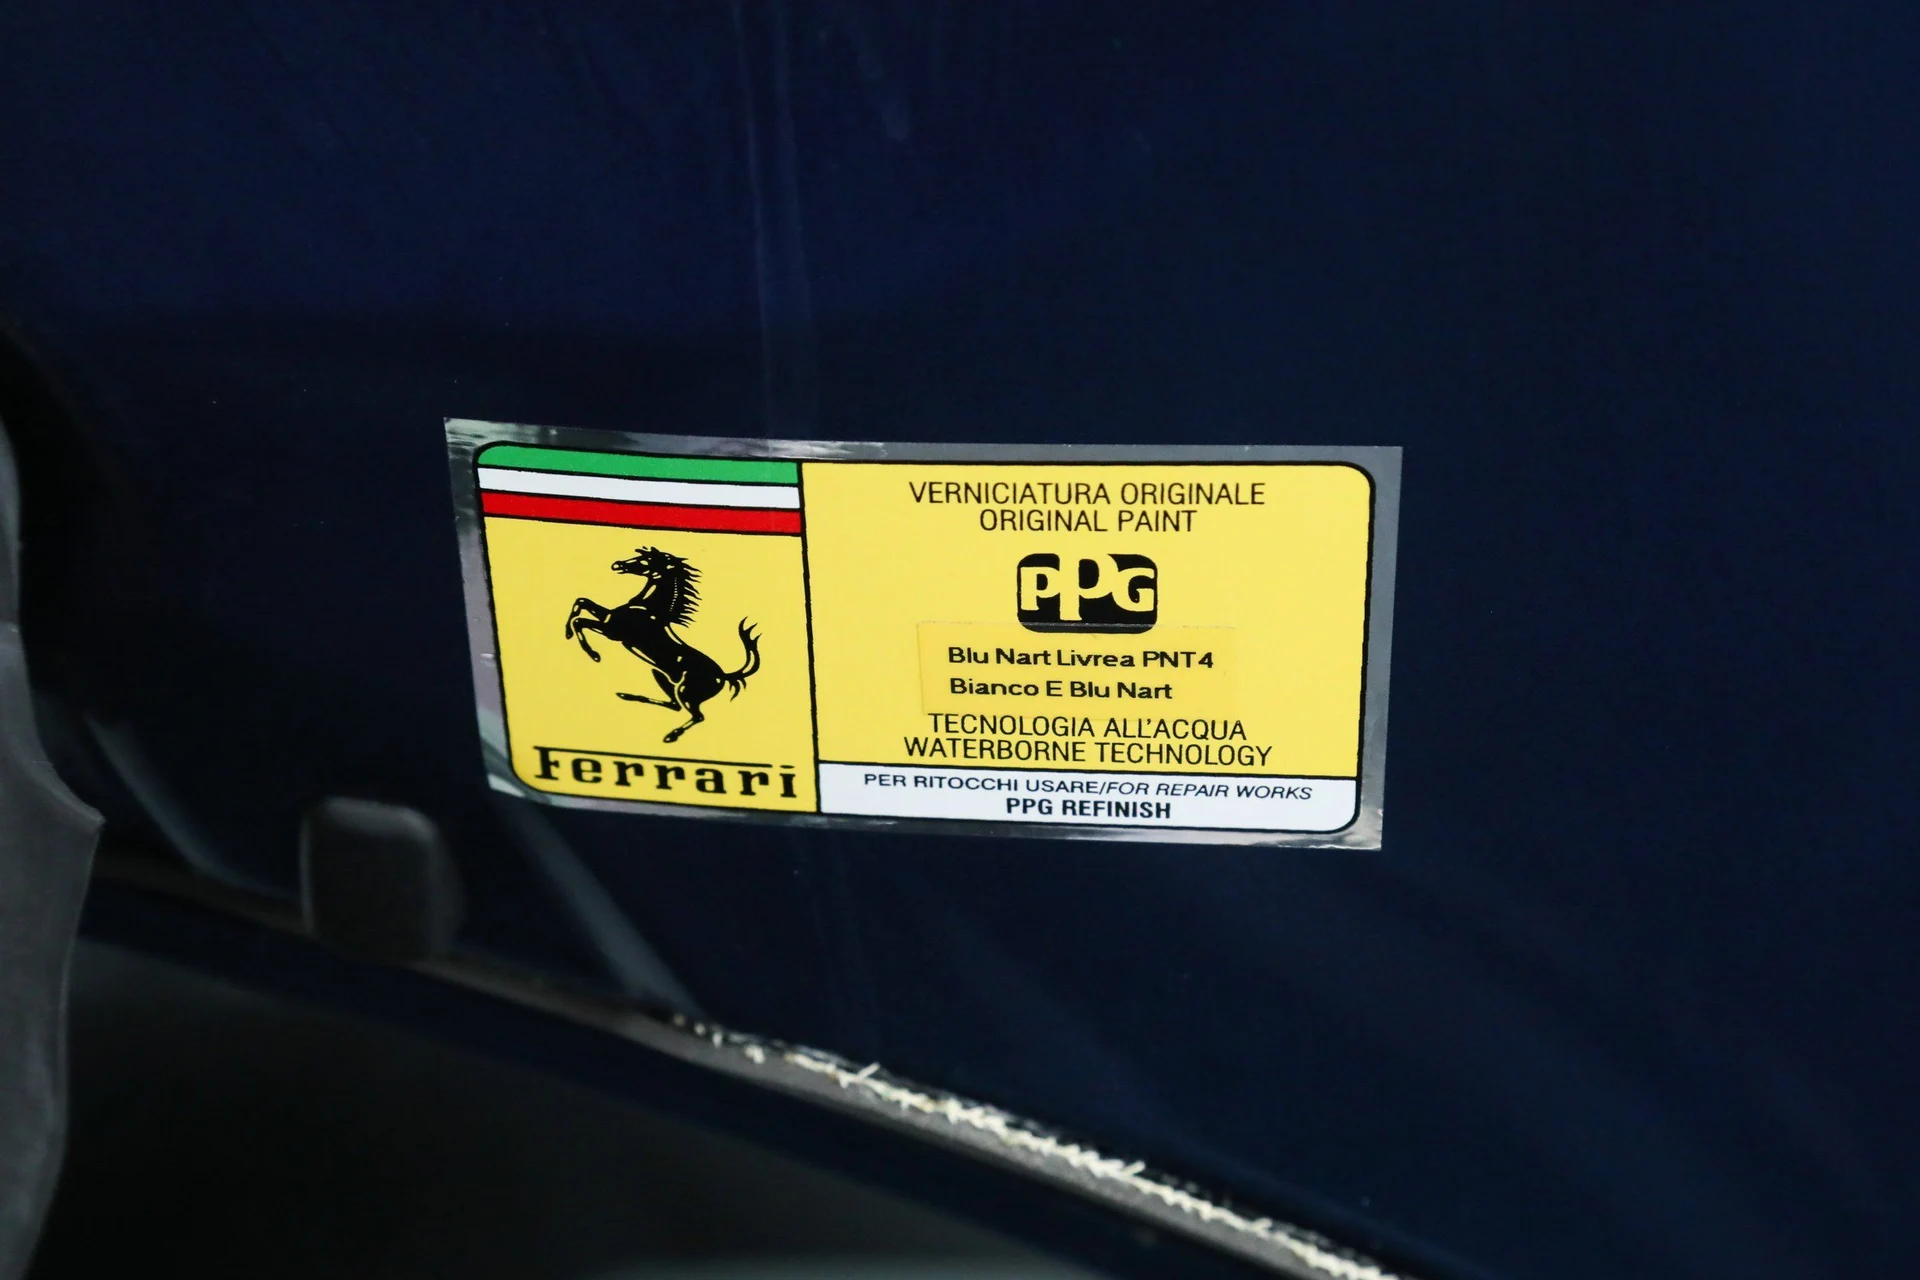 VERNICIATURA ORIGINALE
ORIGINAL PAINT
PPG
Blu Nart Livrea PNT4
Bianco E Blu Nart
TECNOLOGIA ALL'ACQUA
WATERBORNE TECHNOLOGY
Ferrari
PER RITOCCHI USARE/FOR REPAIR WORKS
PPG REFINISH